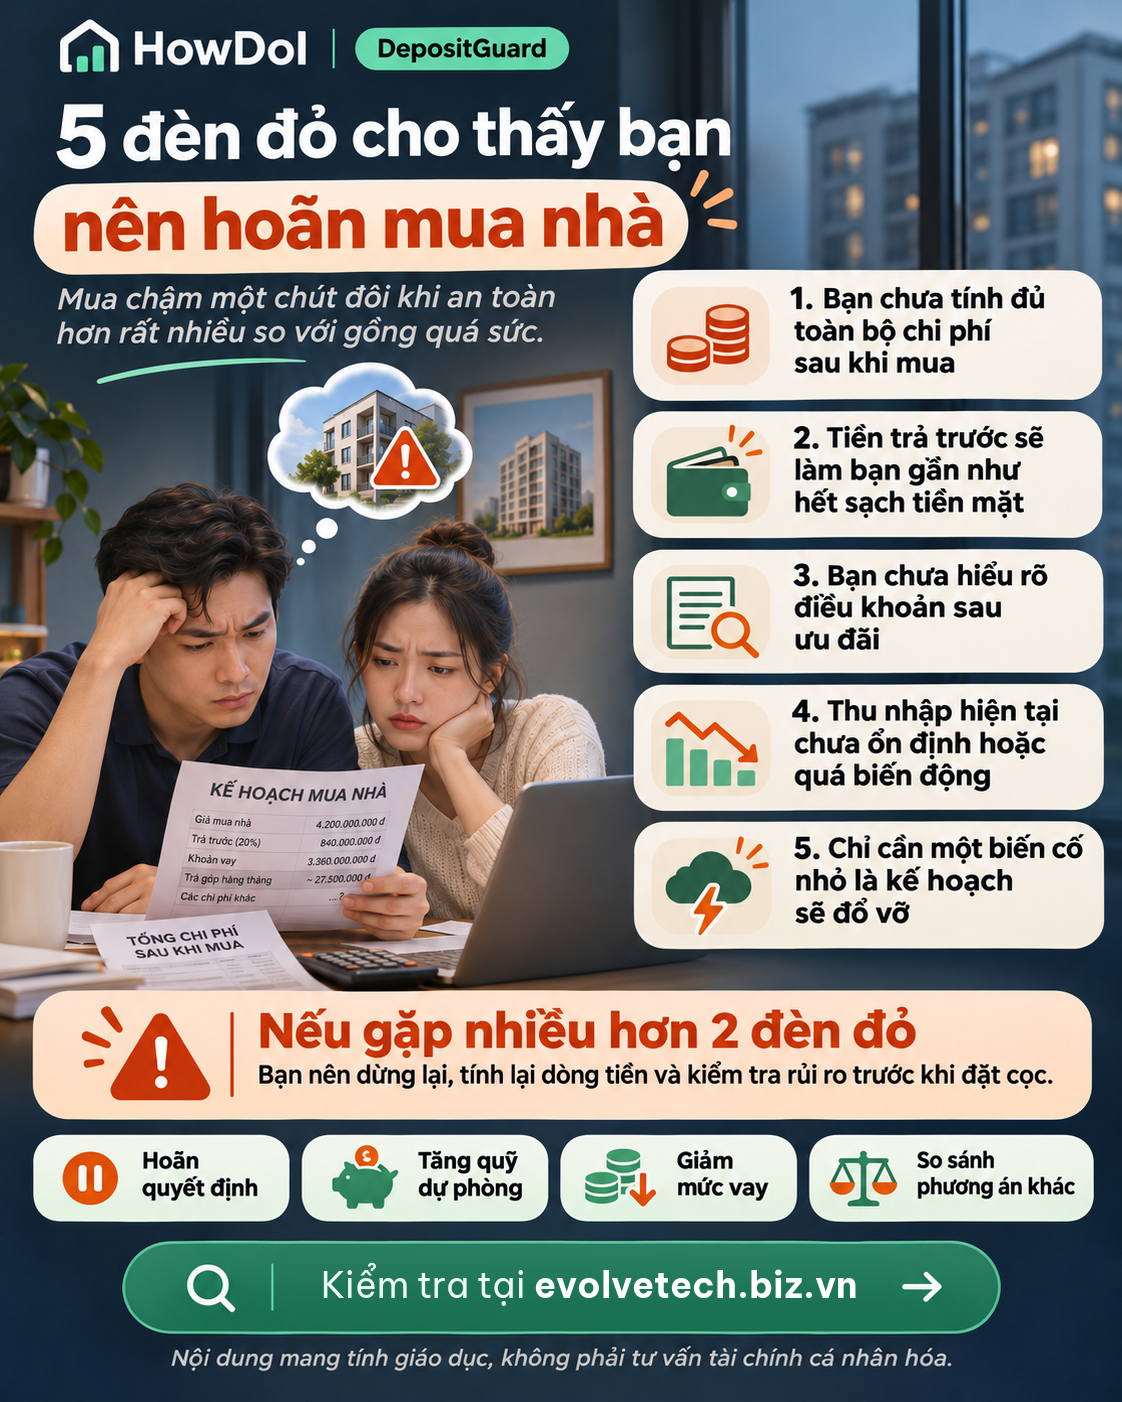 HowDoI
DepositGuard
5 đèn đỏ cho thấy bạn
nên hoãn mua nhà
Mua chậm một chút đôi khi an toàn
hơn rất nhiều so với gồng quá sức.
1. Bạn chưa tính đủ
toàn bộ chi phí
sau khi mua
2. Tiền trả trước sẽ
làm bạn gần như
hết sạch tiền mặt
3. Bạn chưa hiểu rõ
điều khoản sau
ưu đãi
4. Thu nhập hiện tại
chưa ổn định hoặc
quá biến động
5. Chỉ cần một biến cố
nhỏ là kế hoạch
sẽ đổ vỡ
KẾ HOẠCH MUA NHÀ
Giá mua nhà 4.200.000.000 đ
Trả trước (20%) 840.000.000 đ
Khoản vay 3.360.000.000 đ
Trả góp hàng tháng ~ 27.500.000 đ
Các chi phí khác ...?
TỔNG CHI PHÍ
SAU KHI MUA
Nếu gặp nhiều hơn 2 đèn đỏ
Bạn nên dừng lại, tính lại dòng tiền và kiểm tra rủi ro trước khi đặt cọc.
Hoãn
quyết định
Tăng quỹ
dự phòng
Giảm
mức vay
So sánh
phương án khác
Kiểm tra tại evolvetech.biz.vn
Nội dung mang tính giáo dục, không phải tư vấn tài chính cá nhân hóa.